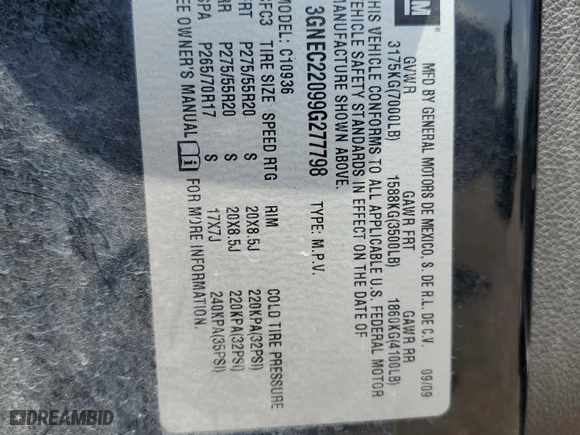 GM
MFD BY GENERAL MOTORS DE MEXICO, S. DE R.L. DE C.V. 09/09
GVWR GAWR FRT GAWR RR
3175KG(7000LB) 1588KG(3500LB) 1860KG(4100LB)
THIS VEHICLE CONFORMS TO ALL APPLICABLE U.S. FEDERAL MOTOR
VEHICLE SAFETY STANDARDS IN EFFECT ON THE DATE OF
MANUFACTURE SHOWN ABOVE.
3GNEC22099G277798 TYPE: M.P.V.
MODEL: C10936
TIRE SIZE SPEED RTG RIM COLD TIRE PRESSURE
FRT P275/55R20 S 20X8.5J 220KPA(32PSI)
RR P275/55R20 S 20X8.5J 220KPA(32PSI)
SPA P265/70R17 S 17X7J 240KPA(35PSI)
SEE OWNER'S MANUAL FOR MORE INFORMATION.
DREAMBID